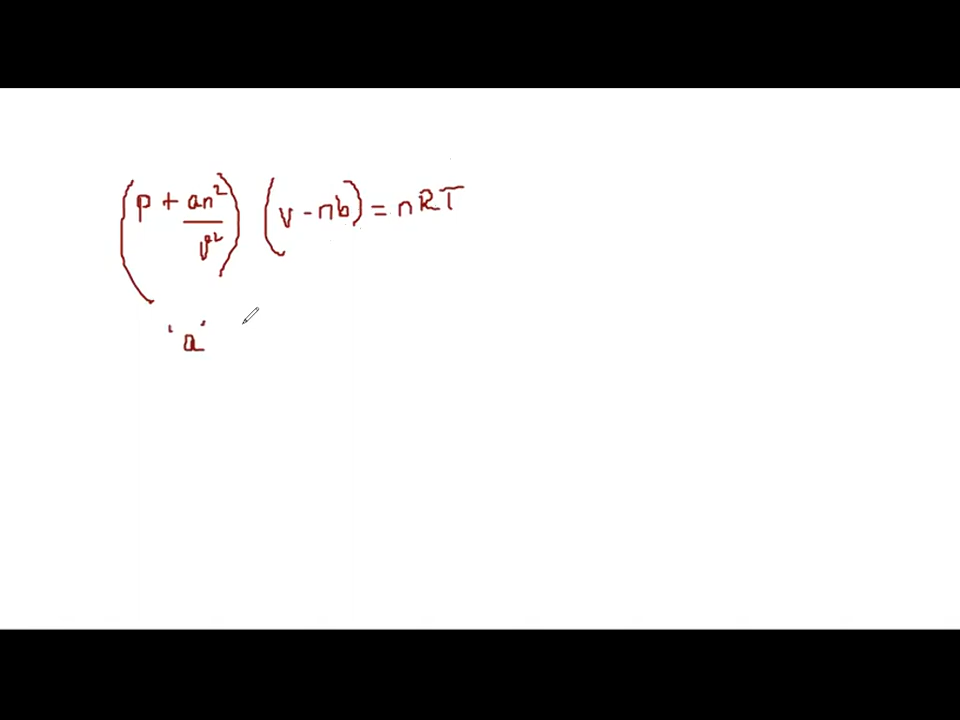 (p + an²/v²) (v - nb) = nRT
'a'